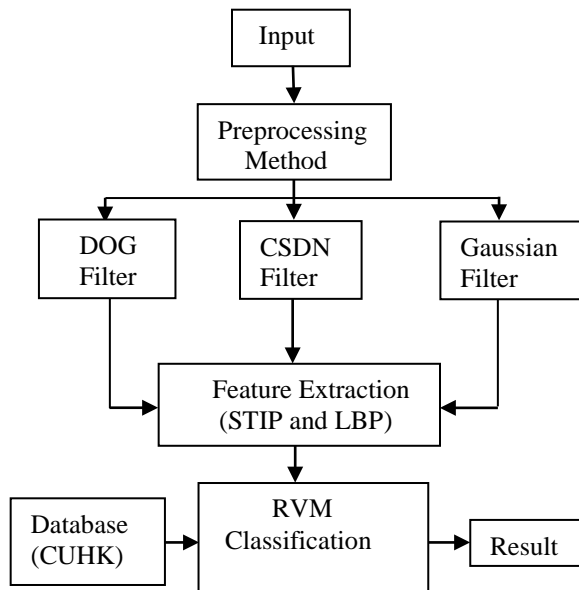 Input
Preprocessing
Method
DOG
Filter
CSDN
Filter
Gaussian
Filter
Feature Extraction
(STIP and LBP)
Database
(CUHK)
RVM
Classification
Result